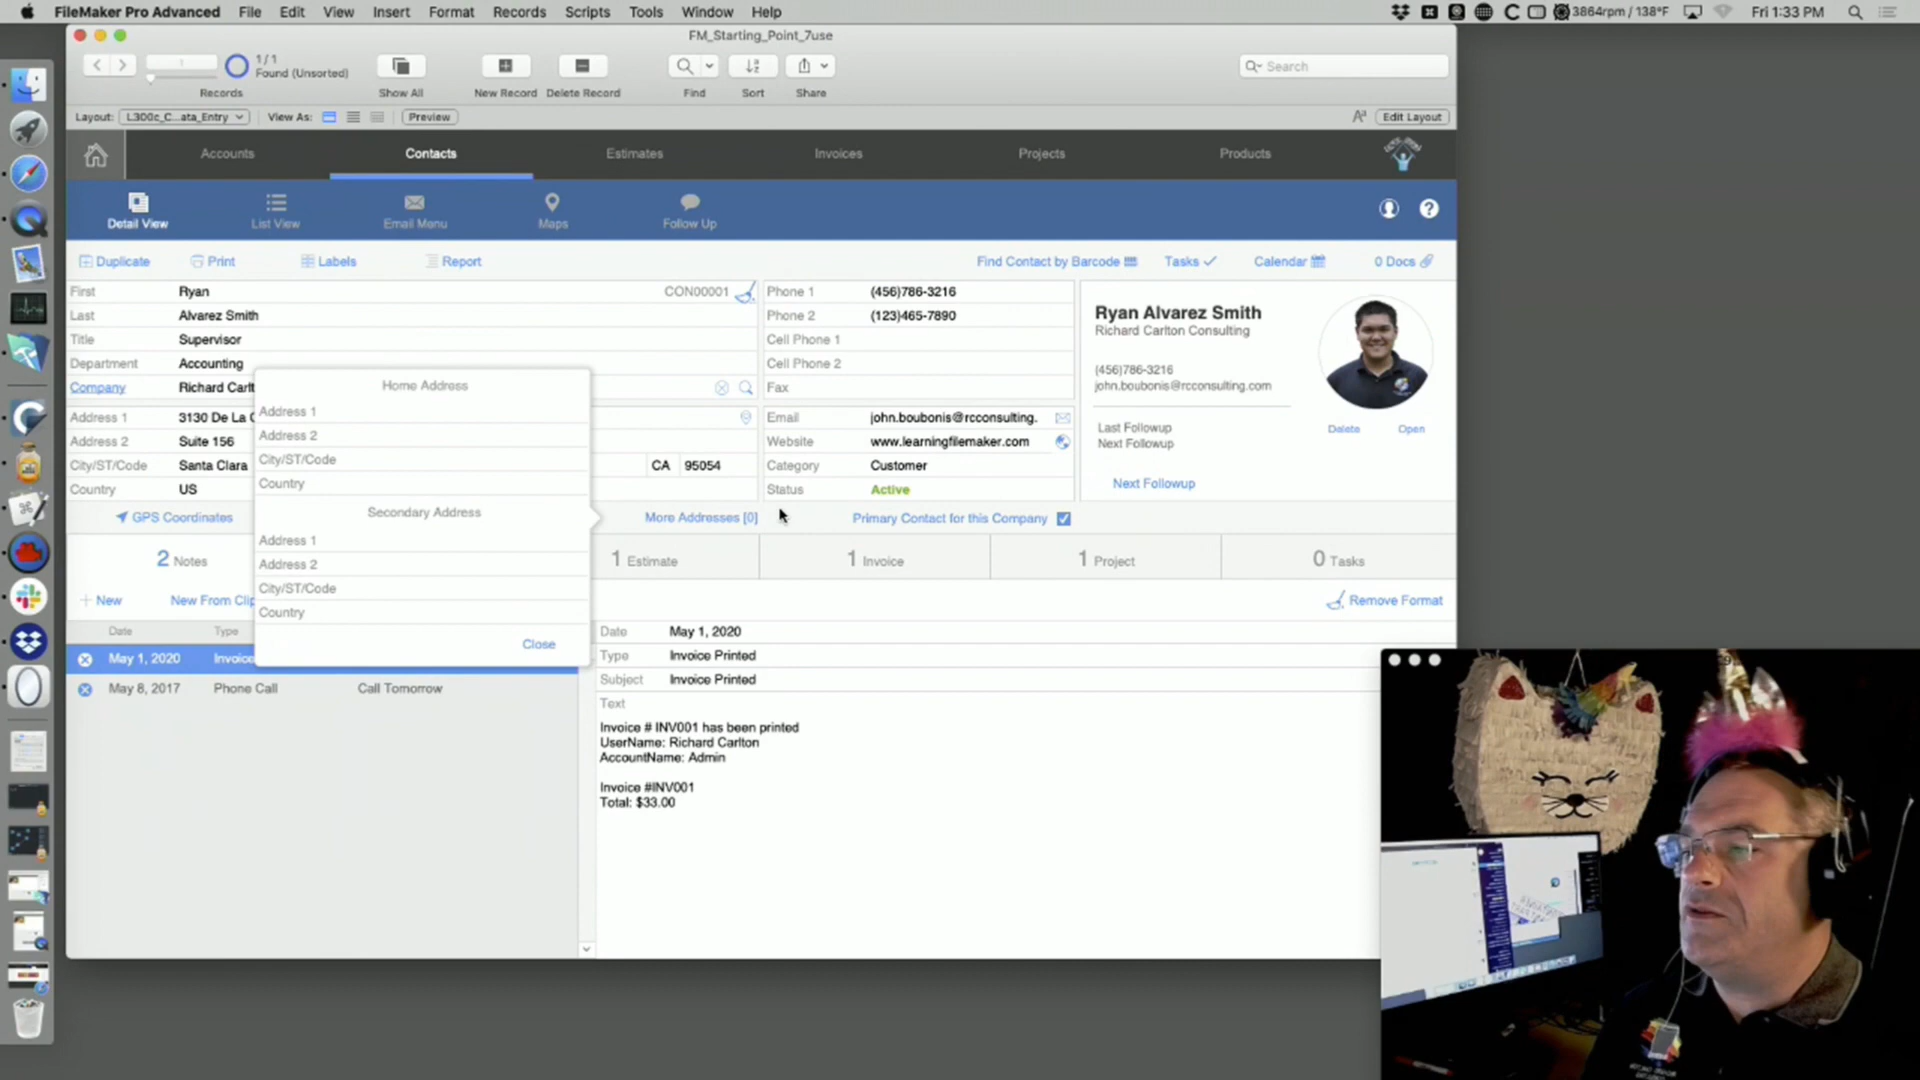 FileMaker Pro Advanced File Edit View Insert Format Records Scripts Tools Window Help 3864rpm / 138°F Fri 1:33 PM
FM_Starting_Point_7use
1
1 / 1
Found (Unsorted)
Search
Records Show All New Record Delete Record Find Sort Share
Layout: L300c_C...ata_Entry View As: Preview Edit Layout
Accounts Contacts Estimates Invoices Projects Products
Detail View List View Email Menu Maps Follow Up
Duplicate Print Labels Report Find Contact by Barcode Tasks Calendar 0 Docs
First Ryan CON00001 Phone 1 (456)786-3216
Last Alvarez Smith Phone 2 (123)465-7890
Title Supervisor Cell Phone 1
Department Accounting Cell Phone 2
Company Richard Carlt Fax
Address 1 3130 De La C Email john.boubonis@rcconsulting.
Address 2 Suite 156 Website www.learningfilemaker.com
City/ST/Code Santa Clara CA 95054 Category Customer
Country US Status Active
Ryan Alvarez Smith
Richard Carlton Consulting
(456)786-3216
john.boubonis@rcconsulting.com
Delete Open
Last Followup
Next Followup
Next Followup
Home Address
Address 1
Address 2
City/ST/Code
Country
Secondary Address
Address 1
Address 2
City/ST/Code
Country
Close
GPS Coordinates More Addresses [0] Primary Contact for this Company
2 Notes 1 Estimate 1 Invoice 1 Project 0 Tasks
New New From Clip Remove Format
Date Type
May 1, 2020 Invoice
May 8, 2017 Phone Call Call Tomorrow
Date May 1, 2020
Type Invoice Printed
Subject Invoice Printed
Text
Invoice # INV001 has been printed
UserName: Richard Carlton
AccountName: Admin
Invoice #INV001
Total: $33.00